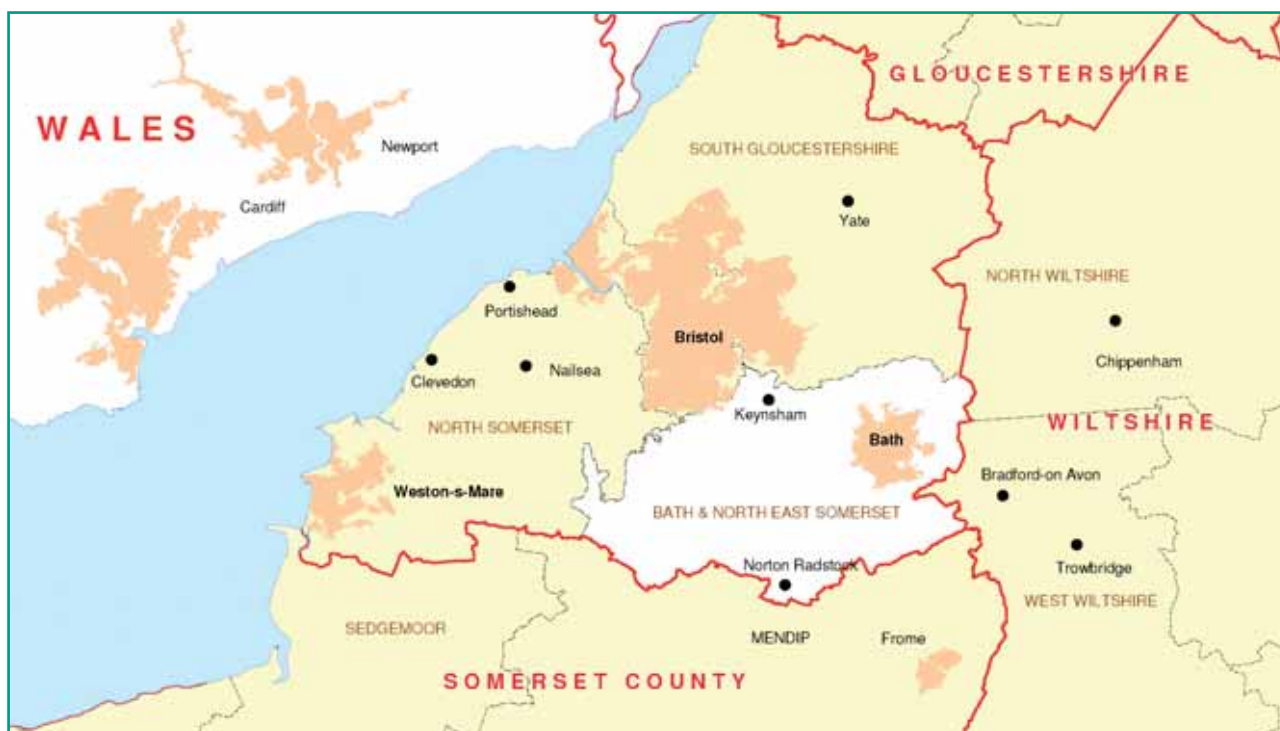 GLOUCESTERSHIRE
WALES
Newport
SOUTH GLOUCESTERSHIRE
Cardiff
Yate
NORTH WILTSHIRE
Portishead
Bristol
Chippenham
Clevedon
Nailsea
Keynsham
NORTH SOMERSET
WILTSHIRE
Bath
Bradford-on Avon
Weston-s-Mare
BATH & NORTH EAST SOMERSET
Norton Radstock
Trowbridge
WEST WILTSHIRE
SEDGEMOOR
MENDIP
Frome
SOMERSET COUNTY